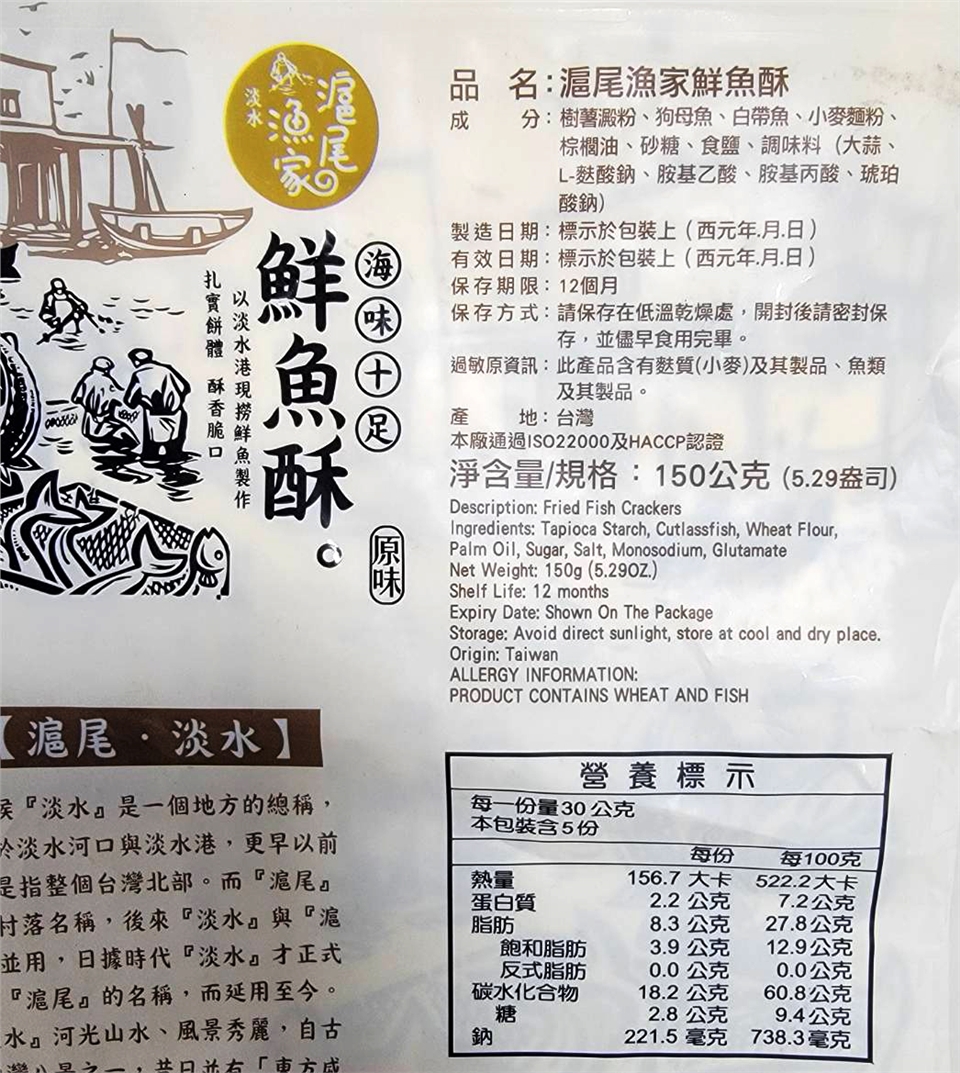 滬尾
漁家
淡水
海味十足
鮮魚酥。
原味
以淡水港現撈鮮魚製作
扎實餅體 酥香脆口
品 名：滬尾漁家鮮魚酥
成 分：樹薯澱粉、狗母魚、白帶魚、小麥麵粉、
棕櫚油、砂糖、食鹽、調味料（大蒜、
L-麩酸鈉、胺基乙酸、胺基丙酸、琥珀
酸鈉）
製造日期：標示於包裝上（西元年.月.日）
有效日期：標示於包裝上（西元年.月.日）
保存期限：12個月
保存方式：請保存在低溫乾燥處，開封後請密封保
存，並儘早食用完畢。
過敏原資訊：此產品含有麩質(小麥)及其製品、魚類
及其製品。
產 地：台灣
本廠通過ISO22000及HACCP認證
淨含量/規格：150公克 (5.29盎司)
Description: Fried Fish Crackers
Ingredients: Tapioca Starch, Cutlassfish, Wheat Flour,
Palm Oil, Sugar, Salt, Monosodium, Glutamate
Net Weight: 150g (5.29OZ.)
Shelf Life: 12 months
Expiry Date: Shown On The Package
Storage: Avoid direct sunlight, store at cool and dry place.
Origin: Taiwan
ALLERGY INFORMATION:
PRODUCT CONTAINS WHEAT AND FISH
【滬尾·淡水】
『淡水』是一個地方的總稱，
於淡水河口與淡水港，更早以前
是指整個台灣北部。而『滬尾』
村落名稱，後來『淡水』與『滬
並用，日據時代『淡水』才正式
『滬尾』的名稱，而延用至今。
水』河光山水、風景秀麗，自古
灣八景之一，昔日並有「東方威
營養標示
每一份量30公克
本包裝含5份
每份 每100克
熱量 156.7 大卡 522.2大卡
蛋白質 2.2 公克 7.2公克
脂肪 8.3 公克 27.8公克
飽和脂肪 3.9 公克 12.9公克
反式脂肪 0.0 公克 0.0公克
碳水化合物 18.2 公克 60.8公克
糖 2.8 公克 9.4公克
鈉 221.5 毫克 738.3毫克